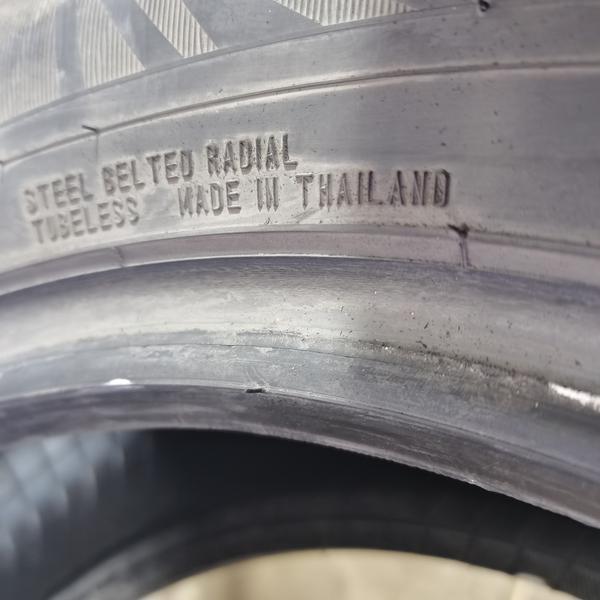 STEEL BELTED RADIAL
TUBELESS MADE IN THAILAND